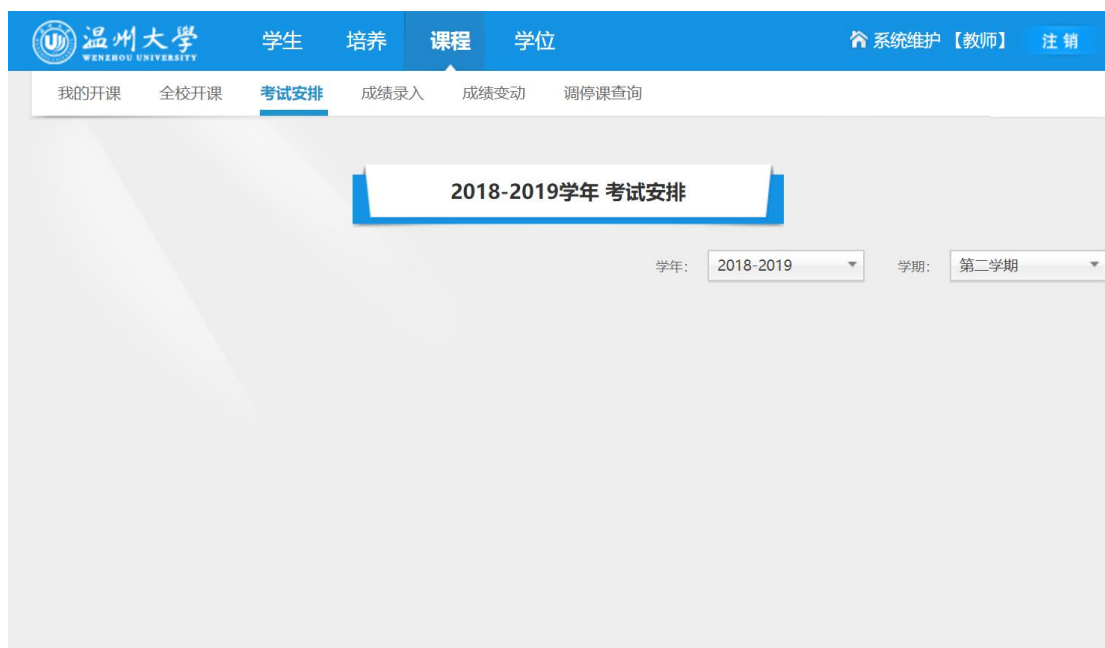 温州大学 学生 培养 课程 学位 系统维护【教师】 注 销
WENZHOU UNIVERSITY
我的开课 全校开课 考试安排 成绩录入 成绩变动 调停课查询
2018-2019学年 考试安排
学年: 2018-2019 学期: 第二学期